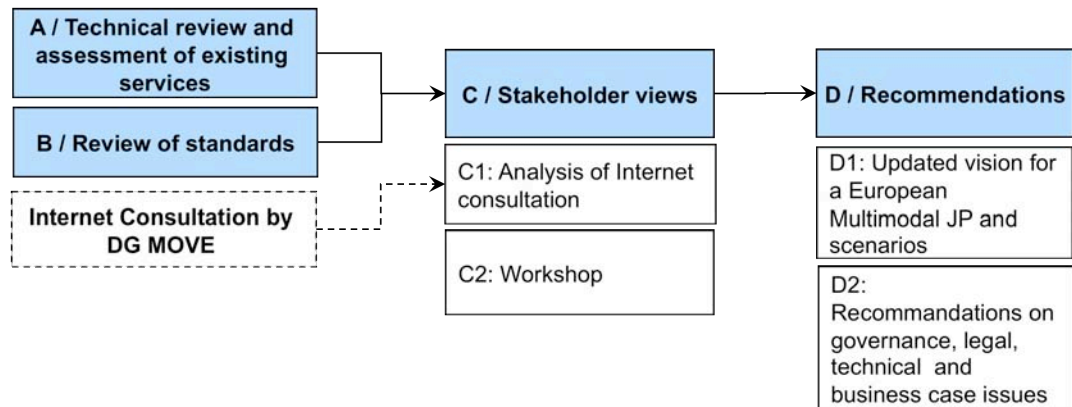 A / Technical review and
assessment of existing
services
B / Review of standards
Internet Consultation by
DG MOVE
C / Stakeholder views
C1: Analysis of Internet
consultation
C2: Workshop
D / Recommendations
D1: Updated vision for
a European
Multimodal JP and
scenarios
D2:
Recommandations on
governance, legal,
technical and
business case issues